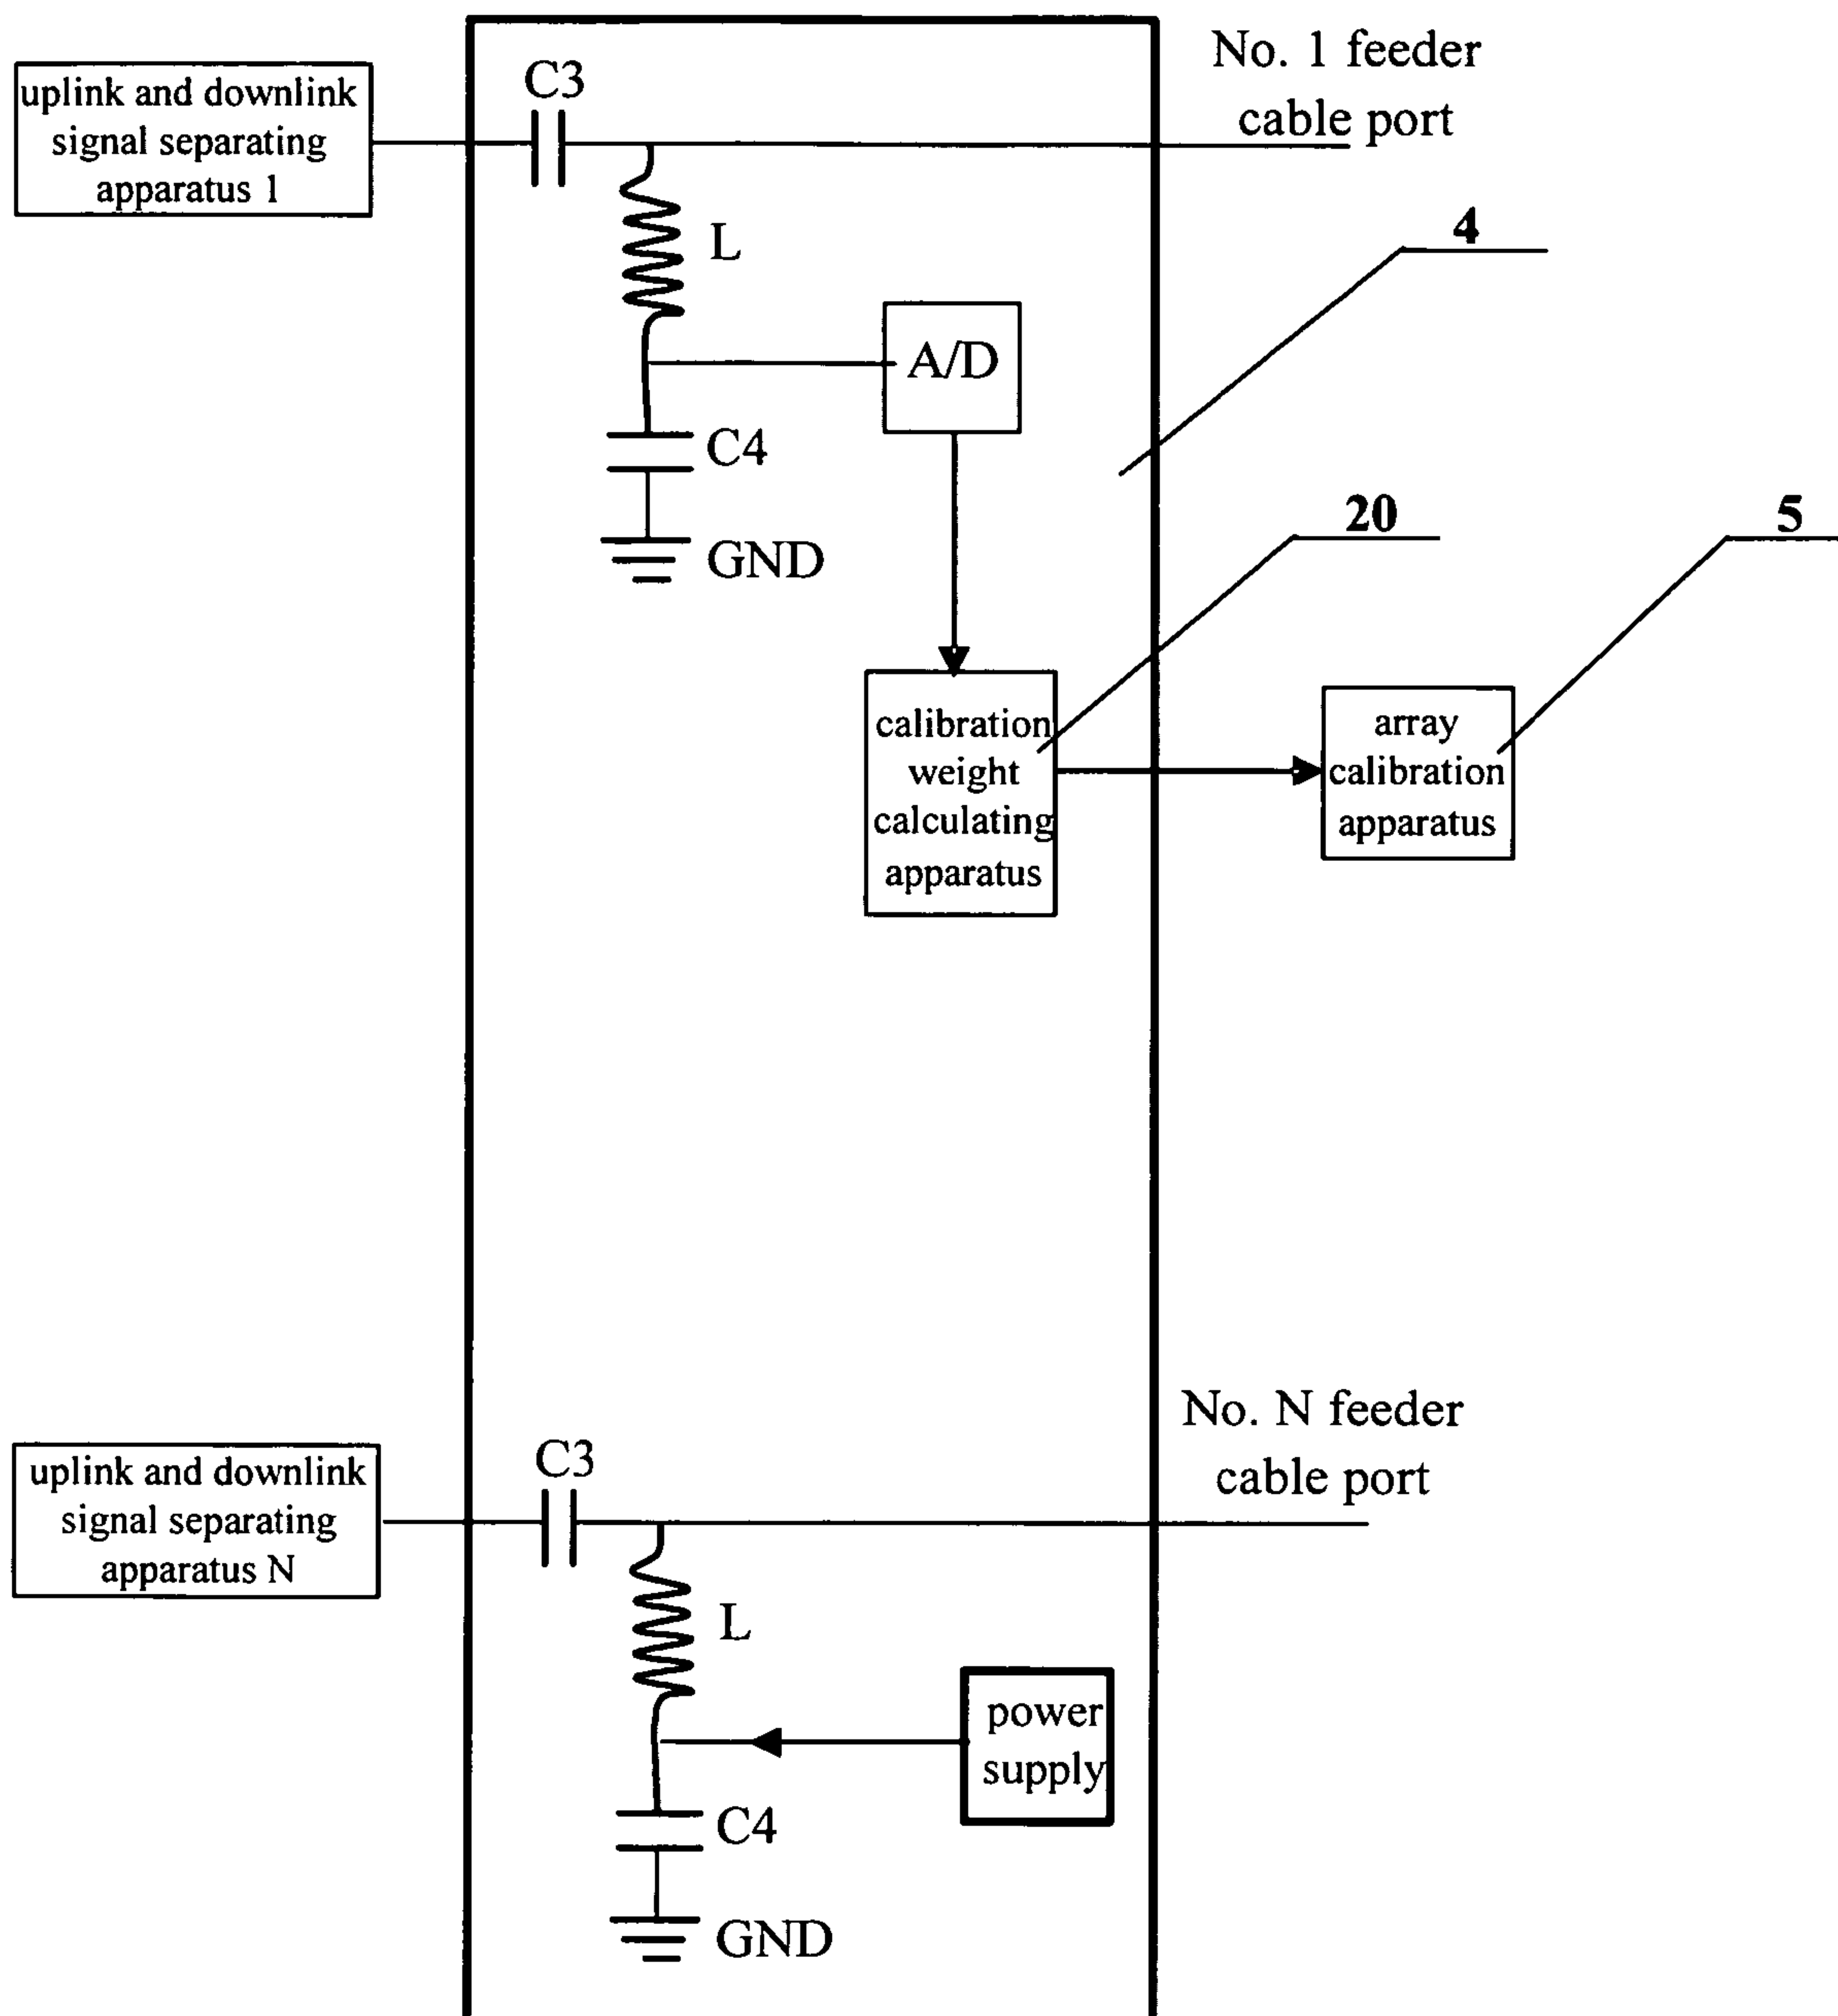 No. 1 feeder
cable port
uplink and downlink
signal separating
apparatus 1
C3
L
4
A/D
C4
GND
20
5
calibration
weight
calculating
apparatus
array
calibration
apparatus
No. N feeder
cable port
uplink and downlink
signal separating
apparatus N
C3
L
power
supply
C4
GND